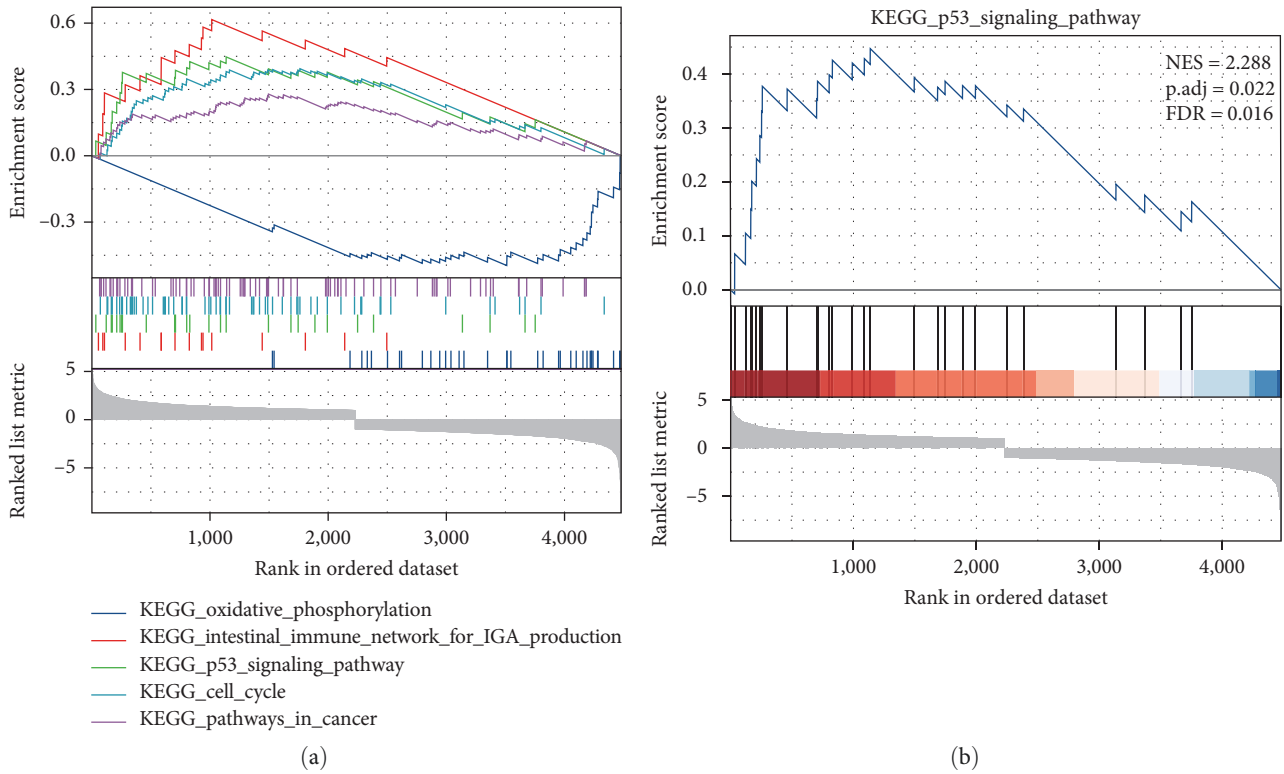 0.6
0.3
0.0
−0.3
Enrichment score
5
0
−5
Ranked list metric
1,000 2,000 3,000 4,000
Rank in ordered dataset
KEGG_oxidative_phosphorylation
KEGG_intestinal_immune_network_for_IGA_production
KEGG_p53_signaling_pathway
KEGG_cell_cycle
KEGG_pathways_in_cancer
(a)
KEGG_p53_signaling_pathway
NES = 2.288
p.adj = 0.022
FDR = 0.016
0.4
0.3
0.2
0.1
0.0
Enrichment score
5
0
−5
Ranked list metric
1,000 2,000 3,000 4,000
Rank in ordered dataset
(b)